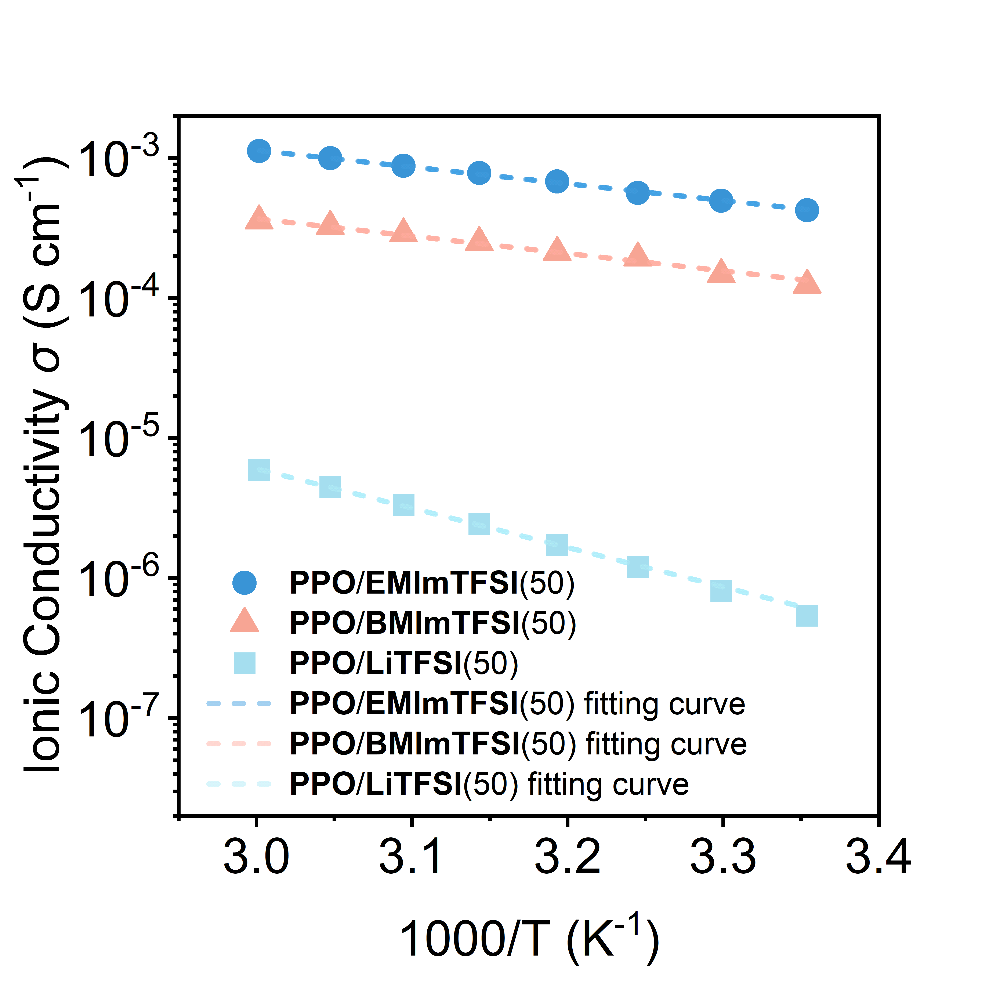 Ionic Conductivity σ (S cm⁻¹)
10⁻³
10⁻⁴
10⁻⁵
10⁻⁶
10⁻⁷
PPO/EMImTFSI(50)
PPO/BMImTFSI(50)
PPO/LiTFSI(50)
PPO/EMImTFSI(50) fitting curve
PPO/BMImTFSI(50) fitting curve
PPO/LiTFSI(50) fitting curve
3.0 3.1 3.2 3.3 3.4
1000/T (K⁻¹)